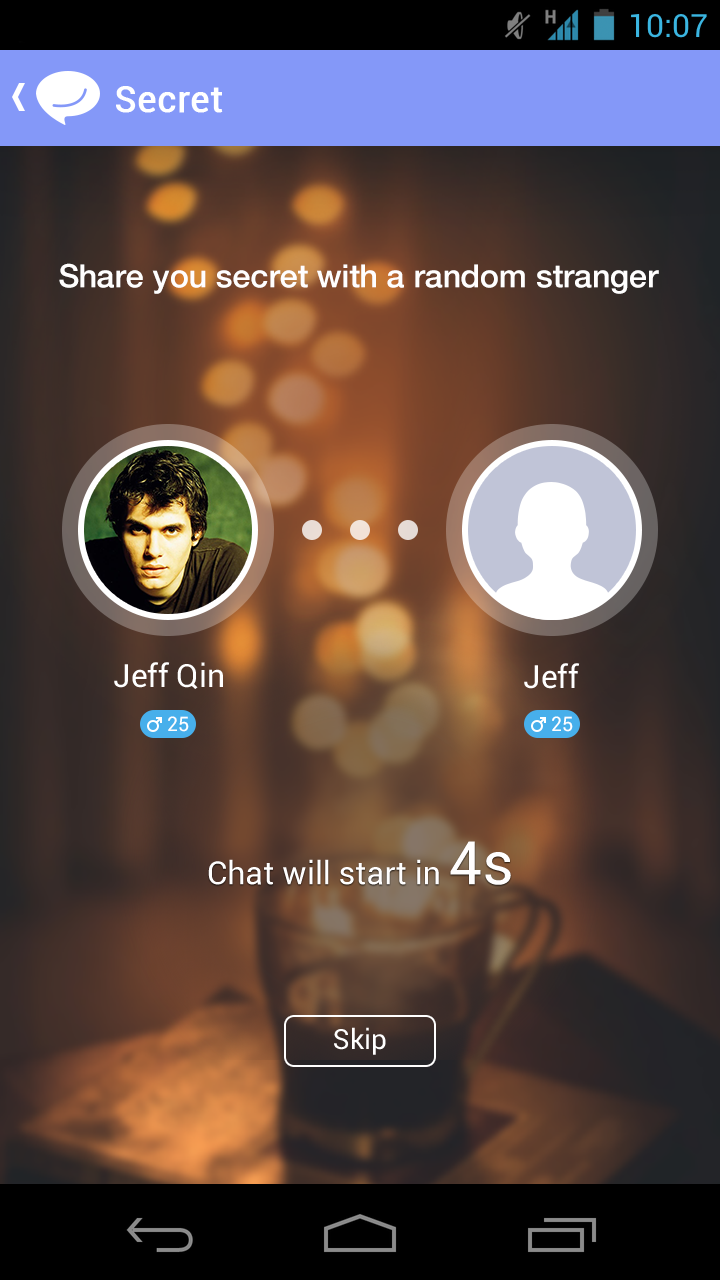 H 10:07
Secret
Share you secret with a random stranger
Jeff Qin
Jeff
♂ 25
♂ 25
Chat will start in 4s
Skip